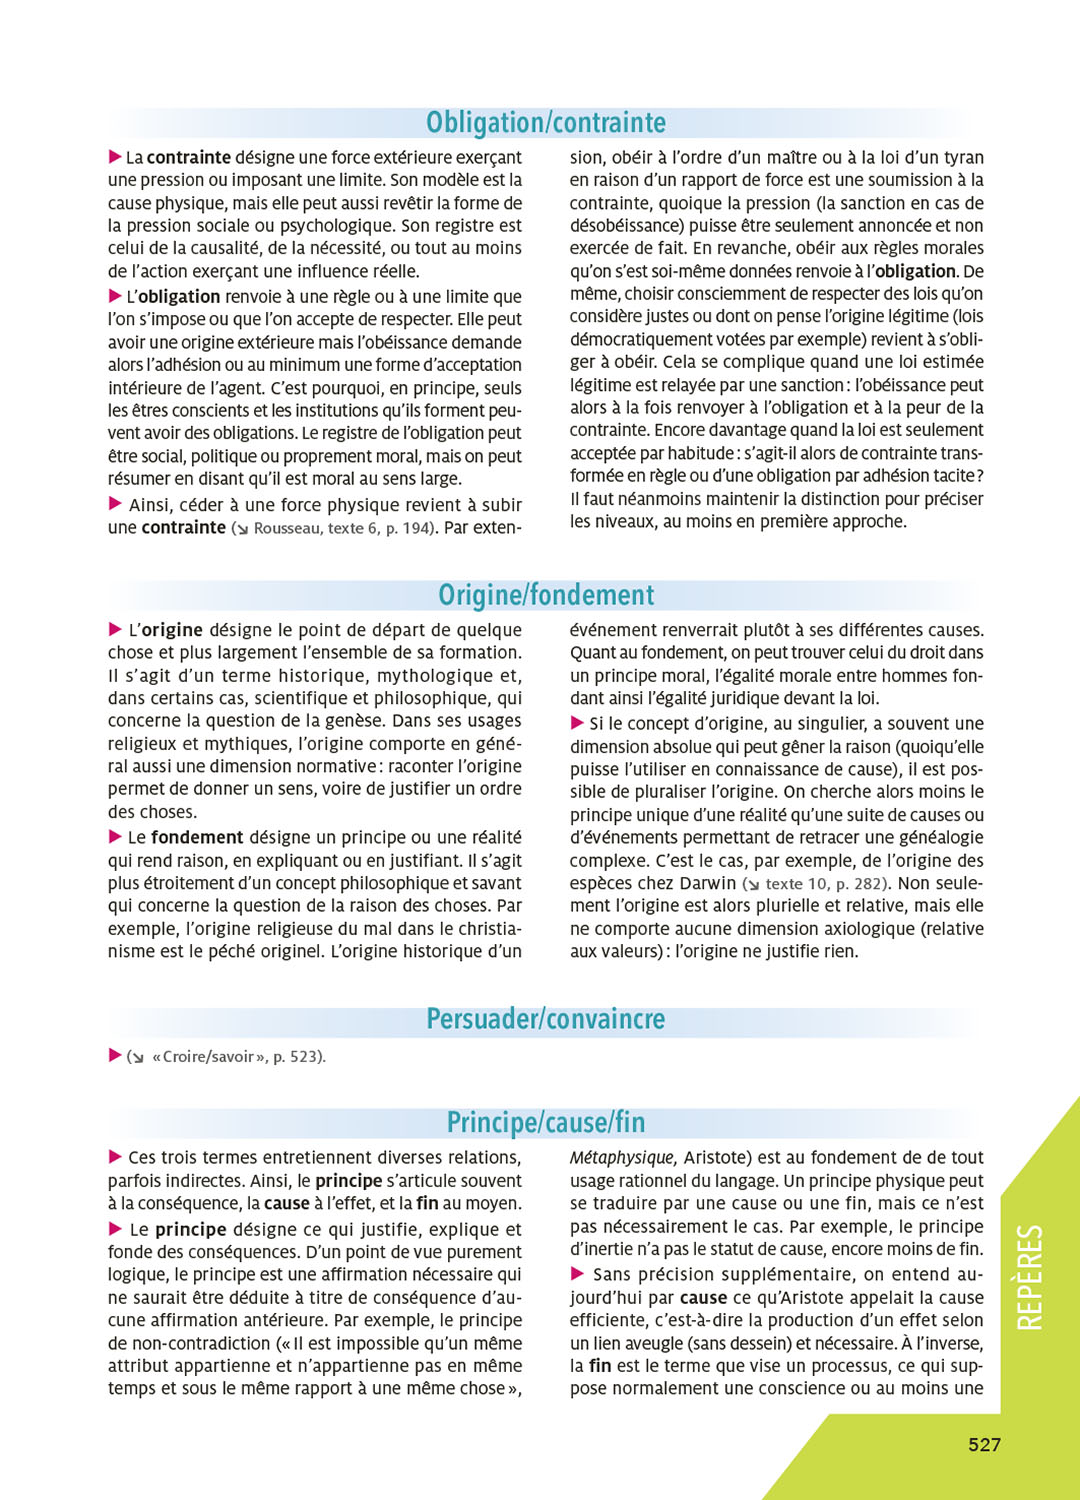 Obligation/contrainte
▶ La contrainte désigne une force extérieure exerçant
une pression ou imposant une limite. Son modèle est la
cause physique, mais elle peut aussi revêtir la forme de
la pression sociale ou psychologique. Son registre est
celui de la causalité, de la nécessité, ou tout au moins
de l’action exerçant une influence réelle.
▶ L’obligation renvoie à une règle ou à une limite que
l’on s’impose ou que l’on accepte de respecter. Elle peut
avoir une origine extérieure mais l’obéissance demande
alors l’adhésion ou au minimum une forme d’acceptation
intérieure de l’agent. C’est pourquoi, en principe, seuls
les êtres conscients et les institutions qu’ils forment peu-
vent avoir des obligations. Le registre de l’obligation peut
être social, politique ou proprement moral, mais on peut
résumer en disant qu’il est moral au sens large.
▶ Ainsi, céder à une force physique revient à subir
une contrainte (↘ Rousseau, texte 6, p. 194). Par exten-
sion, obéir à l’ordre d’un maître ou à la loi d’un tyran
en raison d’un rapport de force est une soumission à la
contrainte, quoique la pression (la sanction en cas de
désobéissance) puisse être seulement annoncée et non
exercée de fait. En revanche, obéir aux règles morales
qu’on s’est soi-même données renvoie à l’obligation. De
même, choisir consciemment de respecter des lois qu’on
considère justes ou dont on pense l’origine légitime (lois
démocratiquement votées par exemple) revient à s’obli-
ger à obéir. Cela se complique quand une loi estimée
légitime est relayée par une sanction : l’obéissance peut
alors à la fois renvoyer à l’obligation et à la peur de la
contrainte. Encore davantage quand la loi est seulement
acceptée par habitude : s’agit-il alors de contrainte trans-
formée en règle ou d’une obligation par adhésion tacite ?
Il faut néanmoins maintenir la distinction pour préciser
les niveaux, au moins en première approche.
Origine/fondement
▶ L’origine désigne le point de départ de quelque
chose et plus largement l’ensemble de sa formation.
Il s’agit d’un terme historique, mythologique et,
dans certains cas, scientifique et philosophique, qui
concerne la question de la genèse. Dans ses usages
religieux et mythiques, l’origine comporte en géné-
ral aussi une dimension normative : raconter l’origine
permet de donner un sens, voire de justifier un ordre
des choses.
▶ Le fondement désigne un principe ou une réalité
qui rend raison, en expliquant ou en justifiant. Il s’agit
plus étroitement d’un concept philosophique et savant
qui concerne la question de la raison des choses. Par
exemple, l’origine religieuse du mal dans le christia-
nisme est le péché originel. L’origine historique d’un
événement renverrait plutôt à ses différentes causes.
Quant au fondement, on peut trouver celui du droit dans
un principe moral, l’égalité morale entre hommes fon-
dant ainsi l’égalité juridique devant la loi.
▶ Si le concept d’origine, au singulier, a souvent une
dimension absolue qui peut gêner la raison (quoiqu’elle
puisse l’utiliser en connaissance de cause), il est pos-
sible de pluraliser l’origine. On cherche alors moins le
principe unique d’une réalité qu’une suite de causes ou
d’événements permettant de retracer une généalogie
complexe. C’est le cas, par exemple, de l’origine des
espèces chez Darwin (↘ texte 10, p. 282). Non seule-
ment l’origine est alors plurielle et relative, mais elle
ne comporte aucune dimension axiologique (relative
aux valeurs) : l’origine ne justifie rien.
Persuader/convaincre
▶ (↘ « Croire/savoir », p. 523).
Principe/cause/fin
▶ Ces trois termes entretiennent diverses relations,
parfois indirectes. Ainsi, le principe s’articule souvent
à la conséquence, la cause à l’effet, et la fin au moyen.
▶ Le principe désigne ce qui justifie, explique et
fonde des conséquences. D’un point de vue purement
logique, le principe est une affirmation nécessaire qui
ne saurait être déduite à titre de conséquence d’au-
cune affirmation antérieure. Par exemple, le principe
de non-contradiction (« Il est impossible qu’un même
attribut appartienne et n’appartienne pas en même
temps et sous le même rapport à une même chose »,
Métaphysique, Aristote) est au fondement de de tout
usage rationnel du langage. Un principe physique peut
se traduire par une cause ou une fin, mais ce n’est
pas nécessairement le cas. Par exemple, le principe
d’inertie n’a pas le statut de cause, encore moins de fin.
▶ Sans précision supplémentaire, on entend au-
jourd’hui par cause ce qu’Aristote appelait la cause
efficiente, c’est-à-dire la production d’un effet selon
un lien aveugle (sans dessein) et nécessaire. À l’inverse,
la fin est le terme que vise un processus, ce qui sup-
pose normalement une conscience ou au moins une
REPÈRES
527